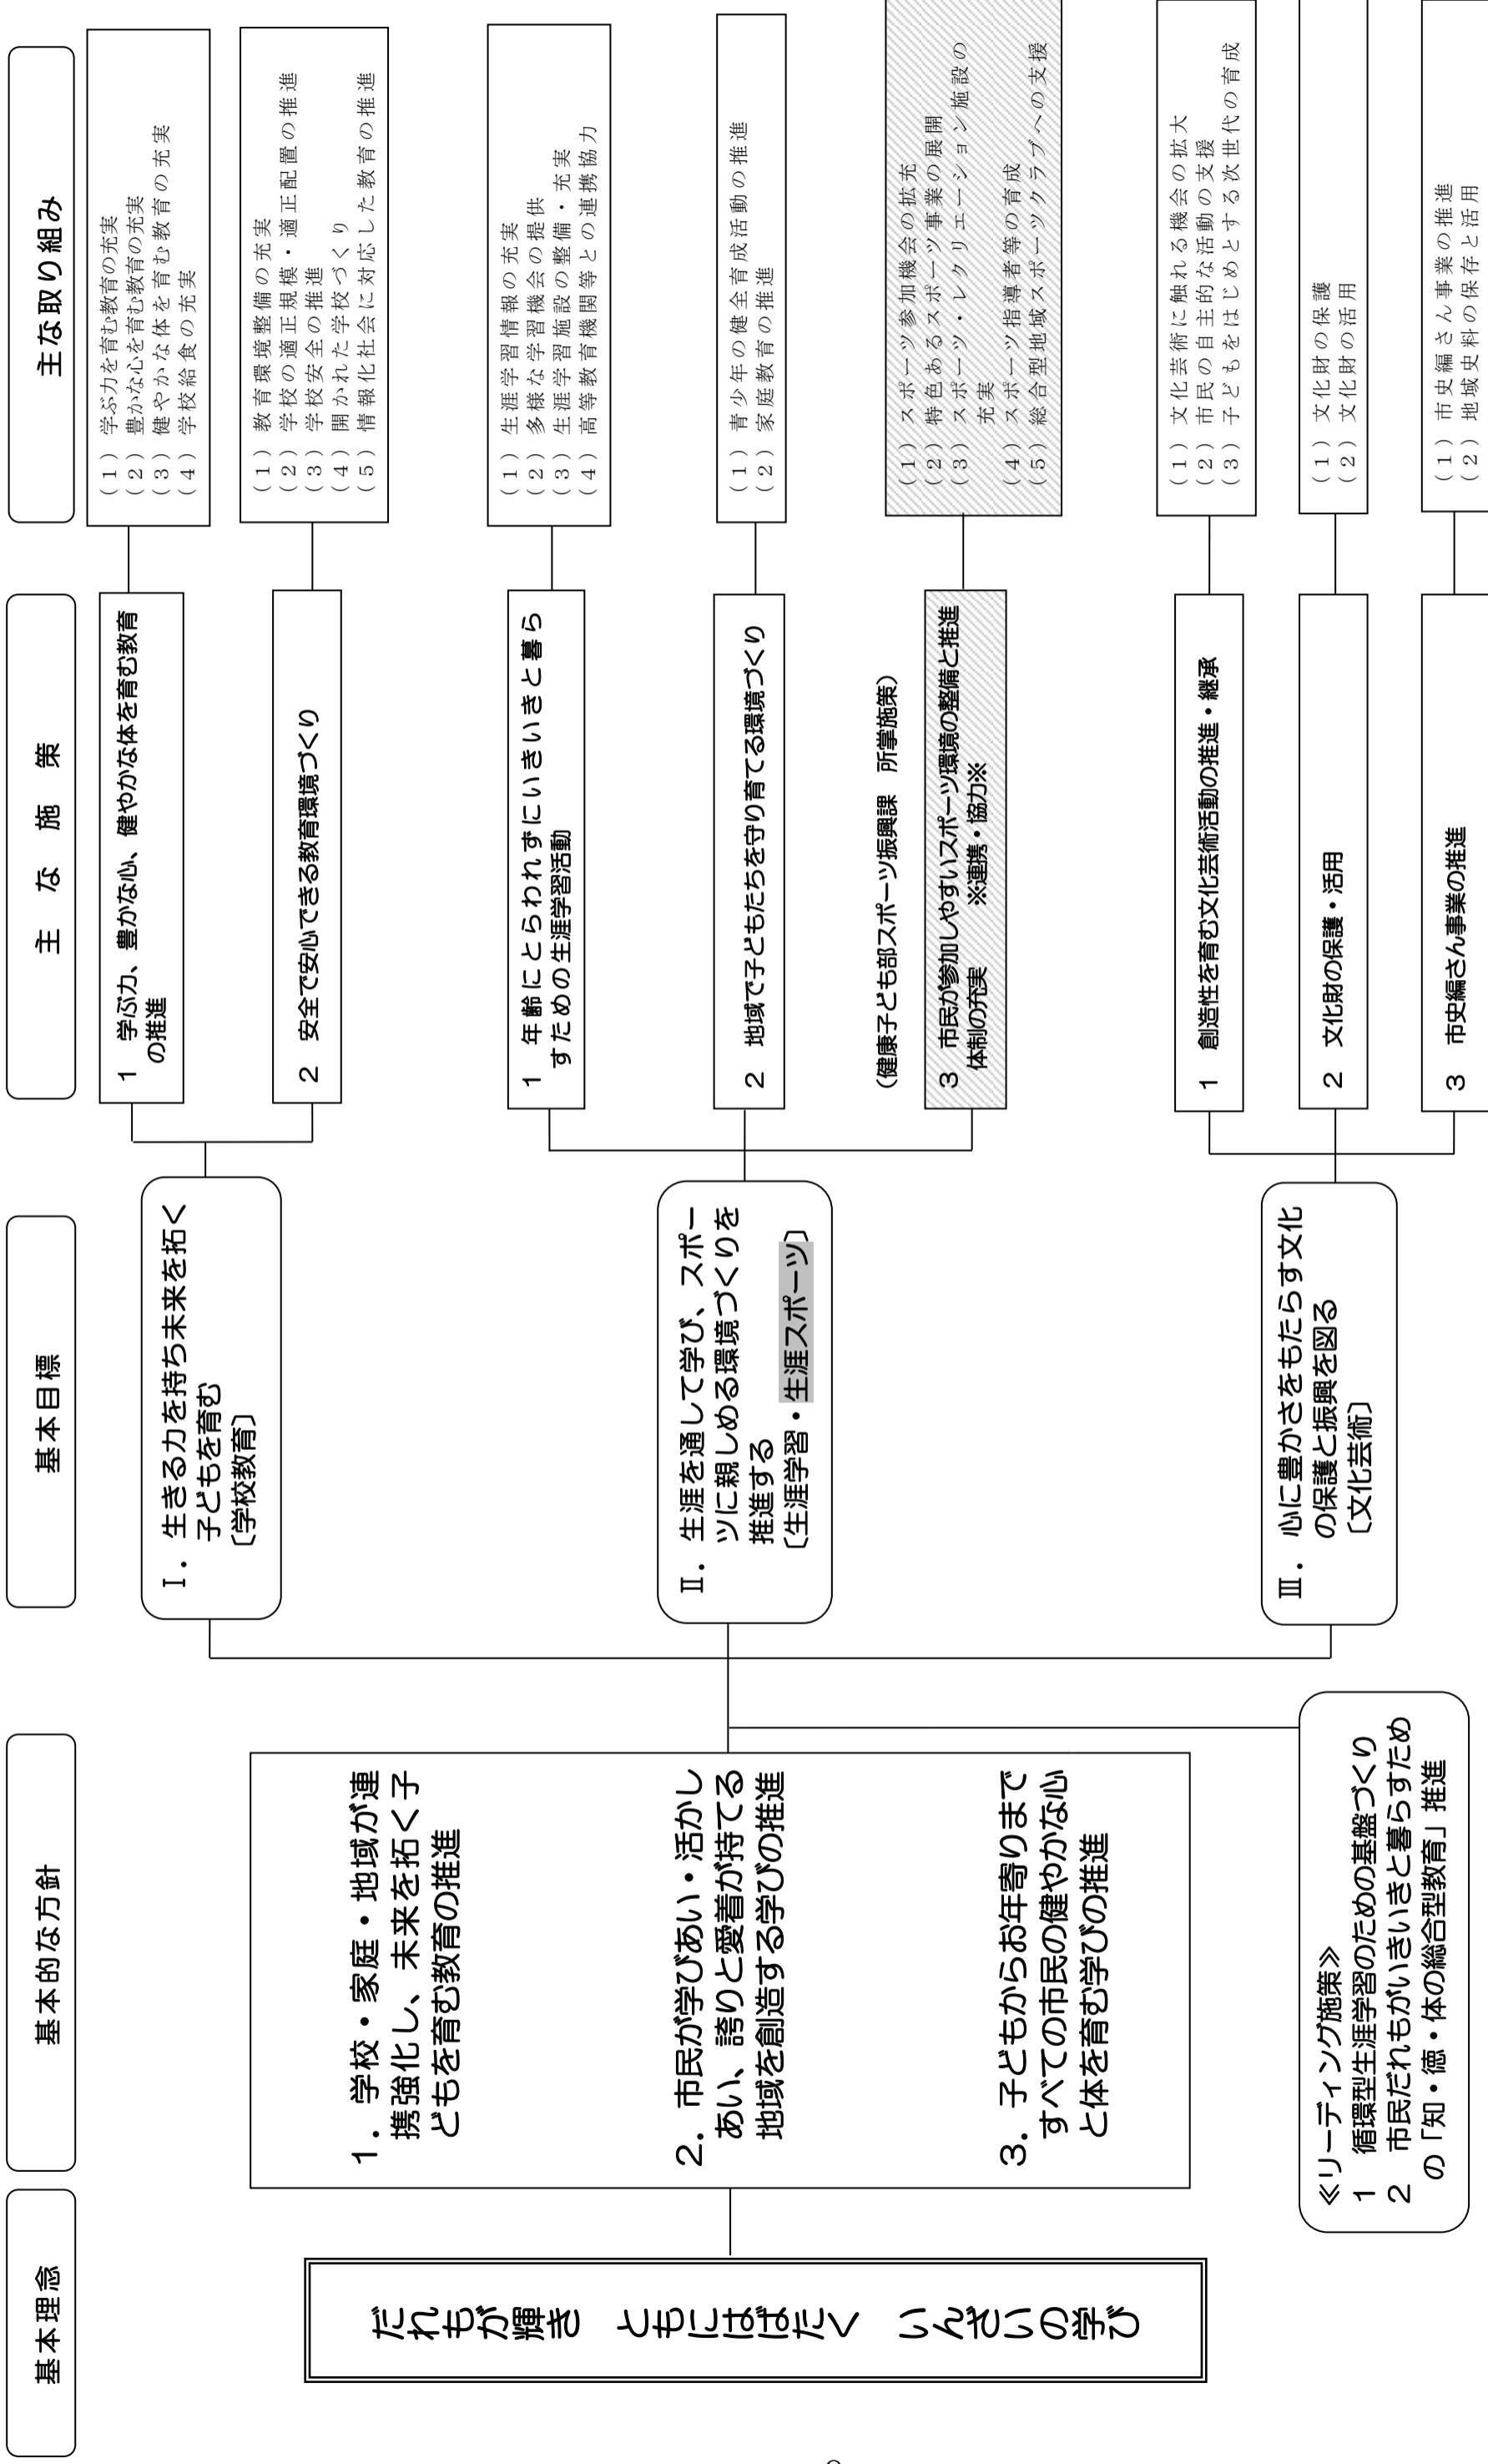 基本理念
基本的な方針
基本目標
主な施策
主な取り組み
だれもが輝き　ともにはばたく　いんざいの学び
1．学校・家庭・地域が連
携強化し、未来を拓く子
どもを育む教育の推進
2．市民が学びあい・活かし
あい、誇りと愛着が持てる
地域を創造する学びの推進
3．子どもからお年寄りまで
すべての市民の健やかな心
と体を育む学びの推進
≪リーディング施策≫
1　循環型生涯学習のための基盤づくり
2　市民だれもがいきいきと暮らすため
の「知・徳・体の総合型教育」推進
Ⅰ．生きる力を持ち未来を拓く
子どもを育む
〔学校教育〕
1　学ぶ力、豊かな心、健やかな体を育む教育
の推進
（1）学ぶ力を育む教育の充実
（2）豊かな心を育む教育の充実
（3）健やかな体を育む教育の充実
（4）学校給食の充実
2　安全で安心できる教育環境づくり
（1）教育環境整備の充実
（2）学校の適正規模・適正配置の推進
（3）学校安全の推進
（4）開かれた学校づくり
（5）情報化社会に対応した教育の推進
Ⅱ．生涯を通して学び、スポー
ツに親しめる環境づくりを
推進する
〔生涯学習・生涯スポーツ〕
1　年齢にとらわれずにいきいきと暮ら
すための生涯学習活動
（1）生涯学習情報の充実
（2）多様な学習機会の提供
（3）生涯学習施設の整備・充実
（4）高等教育機関等との連携協力
2　地域で子どもたちを守り育てる環境づくり
（1）青少年の健全育成活動の推進
（2）家庭教育の推進
（健康子ども部スポーツ振興課　所掌施策）
3　市民が参加しやすいスポーツ環境の整備と推進
体制の充実　　※連携・協力※
（1）スポーツ参加機会の拡充
（2）特色あるスポーツ事業の展開
（3）スポーツ・レクリエーション施設の
充実
（4）スポーツ指導者等の育成
（5）総合型地域スポーツクラブへの支援
Ⅲ．心に豊かさをもたらす文化
の保護と振興を図る
〔文化芸術〕
1　創造性を育む文化芸術活動の推進・継承
（1）文化芸術に触れる機会の拡大
（2）市民の自主的な活動の支援
（3）子どもをはじめとする次世代の育成
2　文化財の保護・活用
（1）文化財の保護
（2）文化財の活用
3　市史編さん事業の推進
（1）市史編さん事業の推進
（2）地域史料の保存と活用